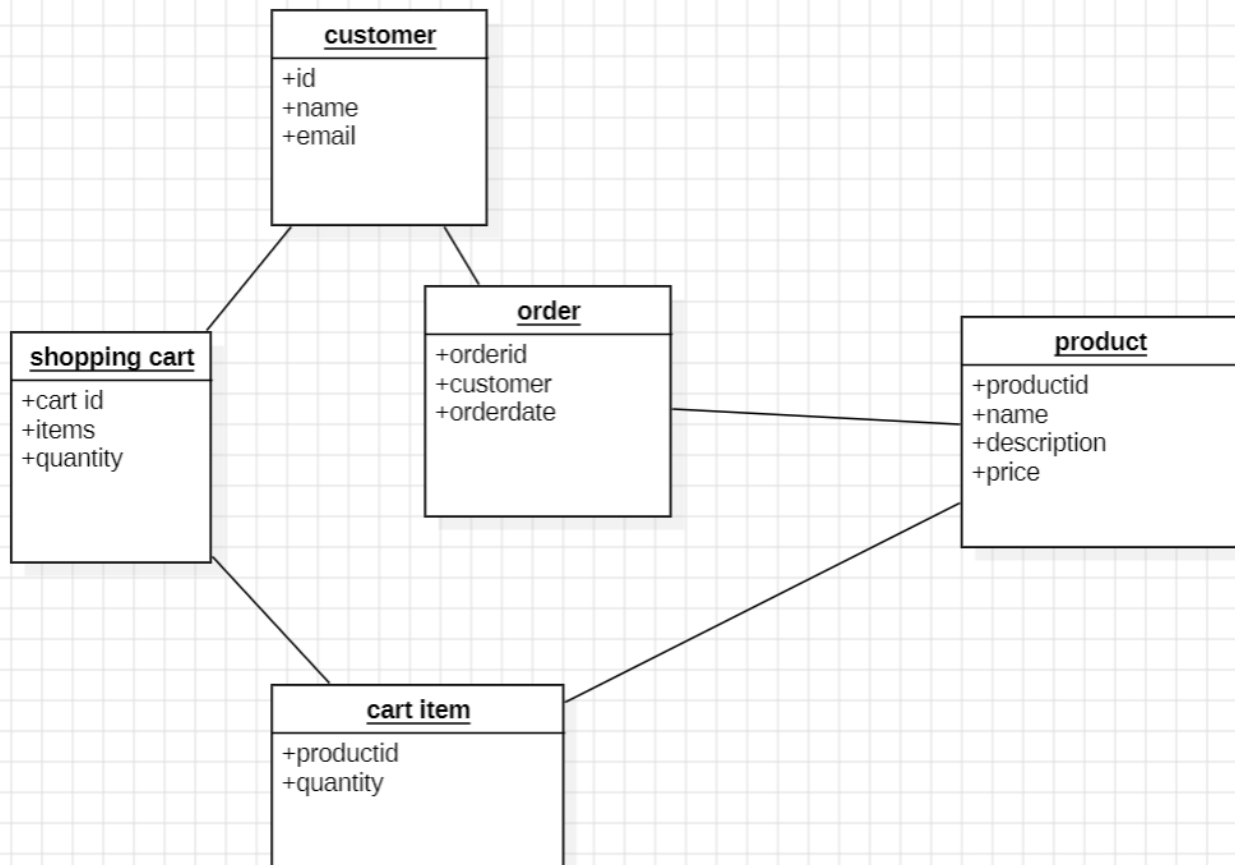 customer
+id
+name
+email
order
+orderid
+customer
+orderdate
product
+productid
+name
+description
+price
shopping cart
+cart id
+items
+quantity
cart item
+productid
+quantity